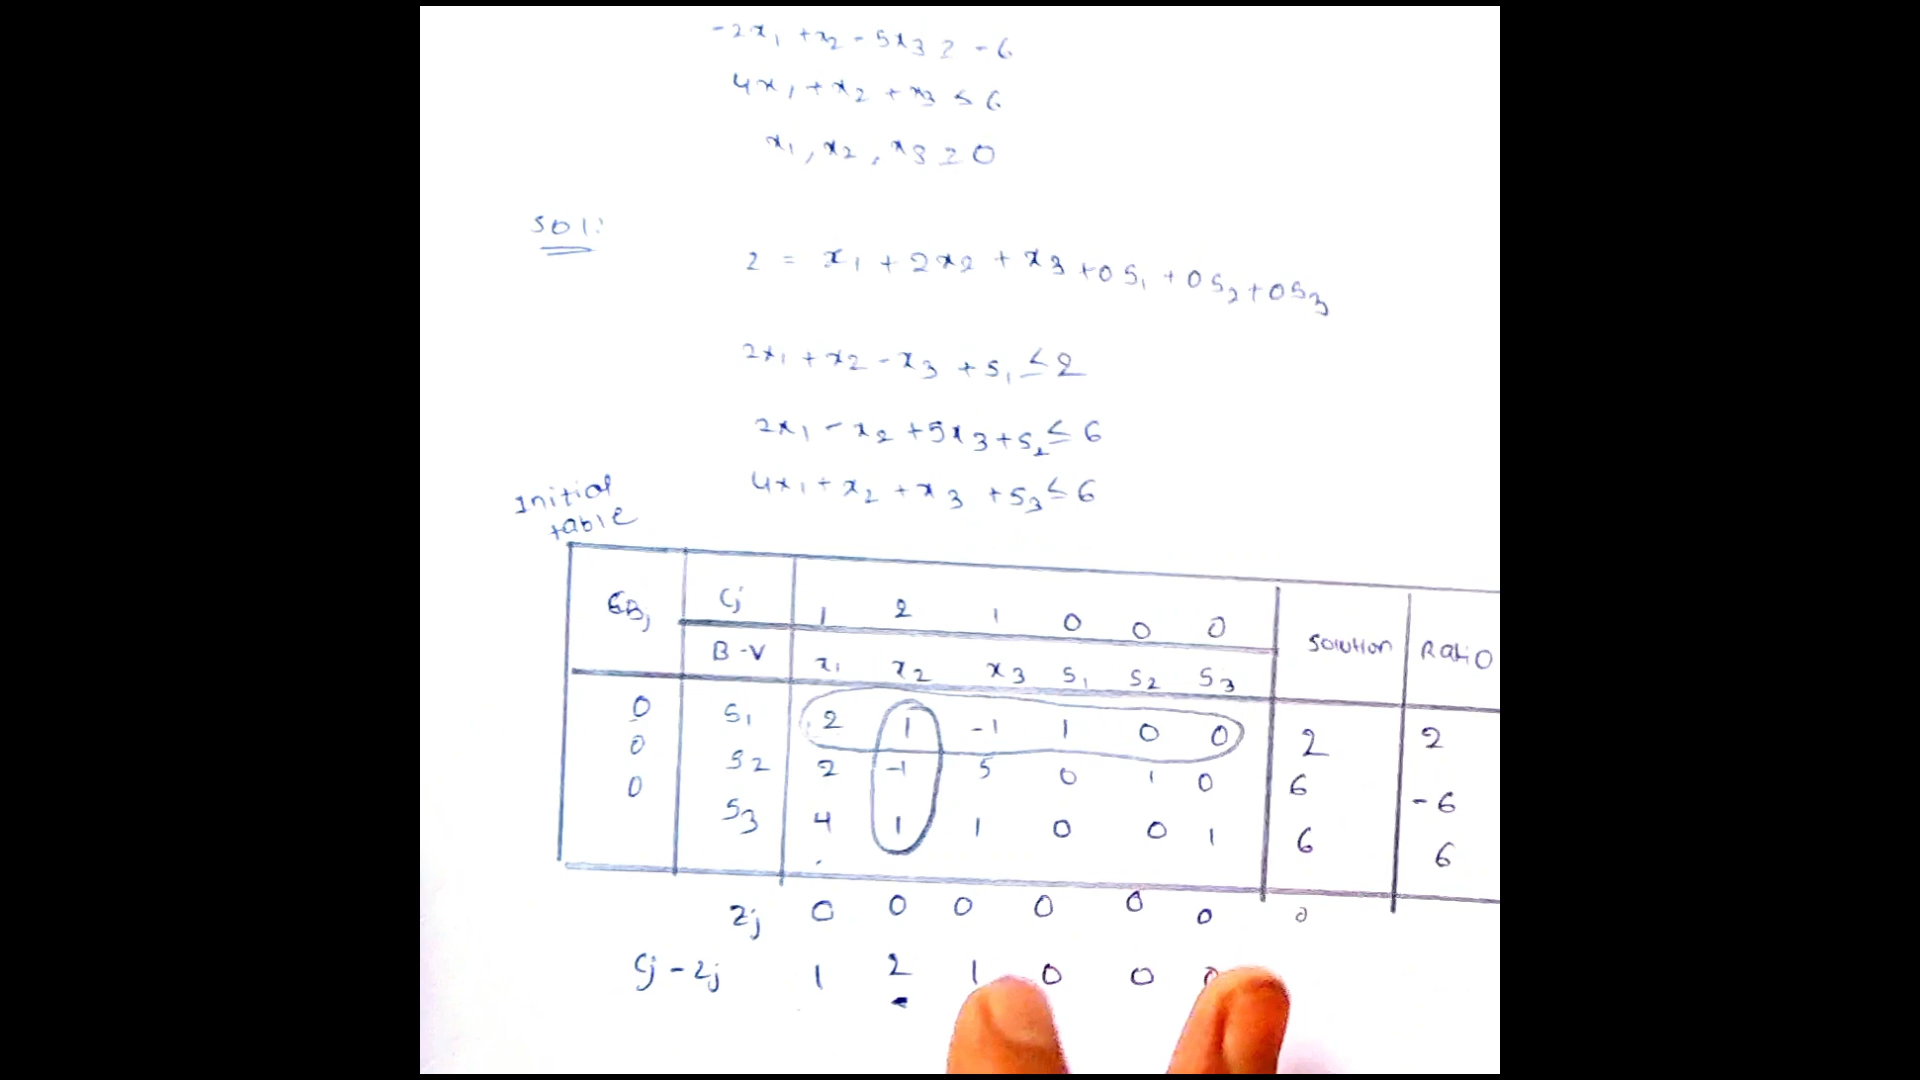 -2x₁ + x₂ - 5x₃ ≥ -6
4x₁ + x₂ + x₃ ≤ 6
x₁, x₂, x₃ ≥ 0
Sol:
Z = x₁ + 2x₂ + x₃ + 0S₁ + 0S₂ + 0S₃
2x₁ + x₂ - x₃ + S₁ ≤ 2
2x₁ - x₂ + 5x₃ + S₂ ≤ 6
4x₁ + x₂ + x₃ + S₃ ≤ 6
Initial
table
CBj Cj 1 2 1 0 0 0 Solution Ratio
B-V x₁ x₂ x₃ S₁ S₂ S₃
0 S₁ 2 1 -1 1 0 0 2 2
0 S₂ 2 -1 5 0 1 0 6 -6
0 S₃ 4 1 1 0 0 1 6 6
Zj 0 0 0 0 0 0 0
Cj - Zj 1 2 1 0 0 0